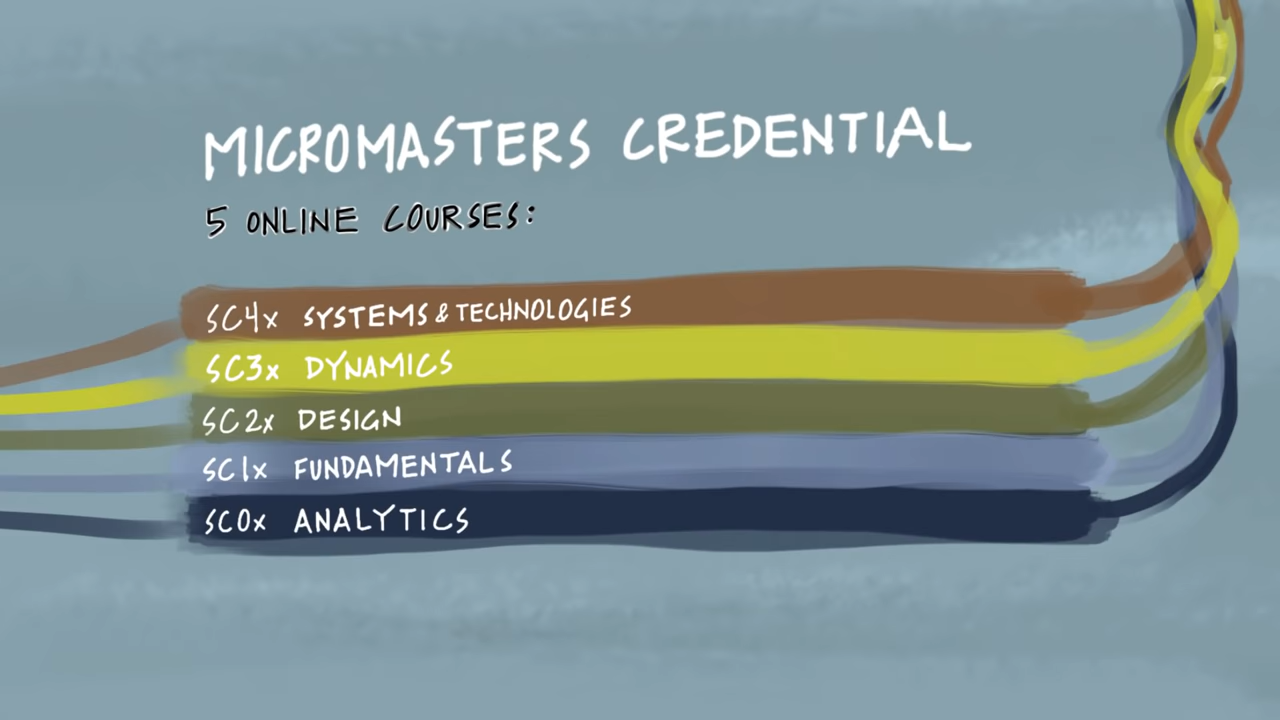 MICROMASTERS CREDENTIAL
5 ONLINE COURSES:
SC4x SYSTEMS & TECHNOLOGIES
SC3x DYNAMICS
SC2x DESIGN
SC1x FUNDAMENTALS
SC0x ANALYTICS